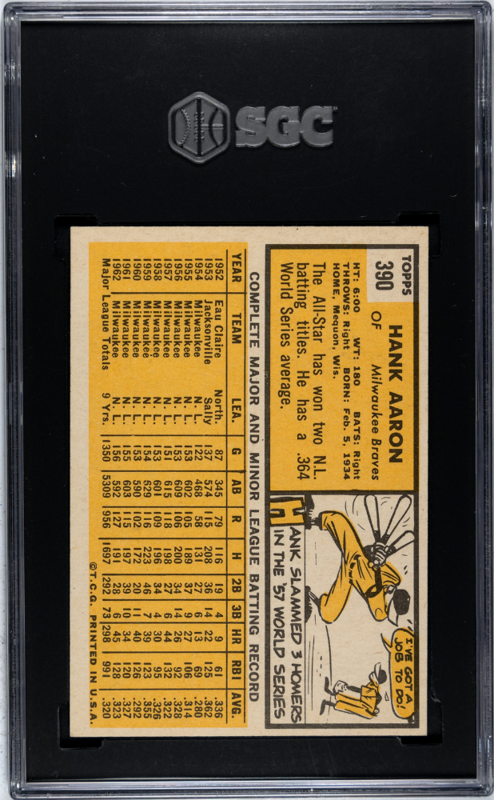 SGC
TOPPS
390
HANK AARON
OF Milwaukee Braves
HT: 6:00 WT: 180 BATS: Right
THROWS: Right BORN: Feb. 5, 1934
HOME, Mequon, Wis.
The All-Star has won two N.L.
batting titles. He has a .364
World Series average.
I'VE GOT A
JOB TO DO!
HANK SLAMMED 3 HOMERS
IN THE '57 WORLD SERIES
COMPLETE MAJOR AND MINOR LEAGUE BATTING RECORD
YEAR TEAM LEA. G AB R H 2B 3B HR RBI AVG.
1952 Eau Claire North. 87 345 79 116 19 4 9 61 .336
1953 Jacksonville Sally 137 574 115 208 36 14 22 125 .362
1954 Milwaukee N. L. 122 468 58 131 27 6 13 69 .280
1955 Milwaukee N. L. 153 602 105 189 37 9 27 106 .314
1956 Milwaukee N. L. 153 609 106 200 34 14 26 92 .328
1957 Milwaukee N. L. 151 615 118 198 27 6 44 132 .322
1958 Milwaukee N. L. 153 601 109 196 34 4 30 95 .326
1959 Milwaukee N. L. 154 629 116 223 46 7 39 123 .355
1960 Milwaukee N. L. 153 590 102 172 20 11 40 126 .292
1961 Milwaukee N. L. 155 603 115 197 39 10 34 120 .327
1962 Milwaukee N. L. 156 592 127 191 28 6 45 128 .323
Major League Totals 9 Yrs. 1350 5309 956 1697 292 73 298 991 .320
©T.C.G. PRINTED IN U.S.A.